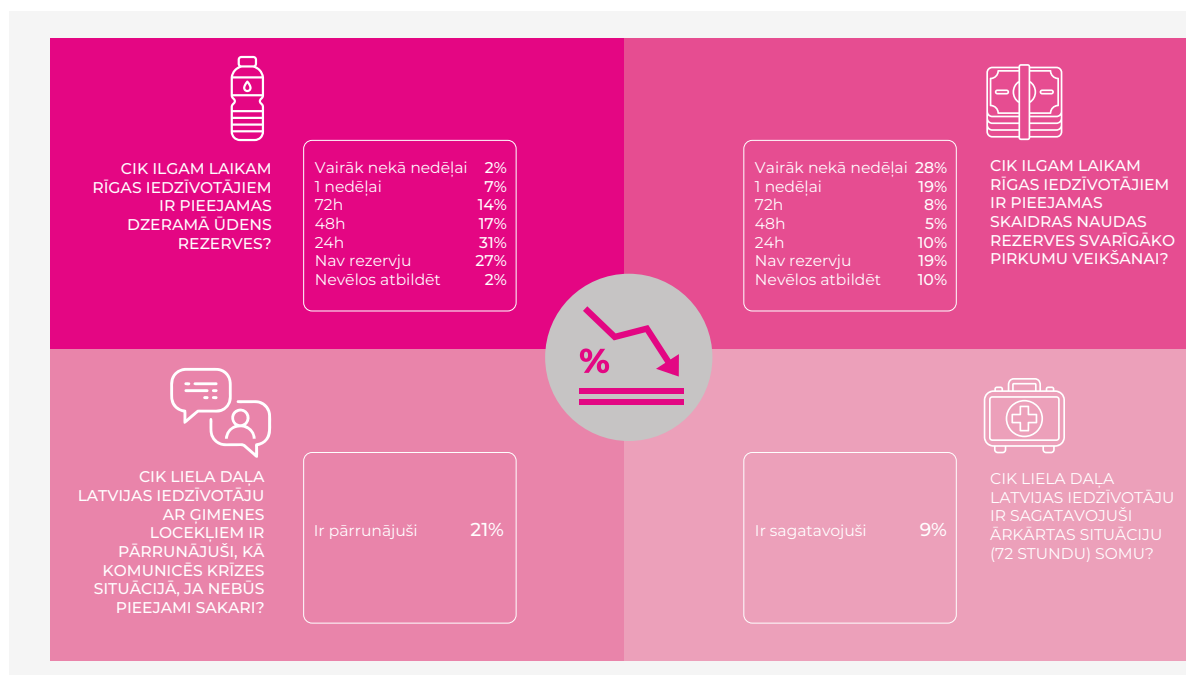 CIK ILGAM LAIKAM
RĪGAS IEDZĪVOTĀJIEM
IR PIEEJAMAS
DZERAMĀ ŪDENS
REZERVES?
Vairāk nekā nedēļai 2%
1 nedēļai 7%
72h 14%
48h 17%
24h 31%
Nav rezervju 27%
Nevēlos atbildēt 2%
Vairāk nekā nedēļai 28%
1 nedēļai 19%
72h 8%
48h 5%
24h 10%
Nav rezervju 19%
Nevēlos atbildēt 10%
CIK ILGAM LAIKAM
RĪGAS IEDZĪVOTĀJIEM
IR PIEEJAMAS
SKAIDRAS NAUDAS
REZERVES SVARĪGĀKO
PIRKUMU VEIKŠANAI?
%
CIK LIELA DAĻA
LATVIJAS IEDZĪVOTĀJU
AR ĢIMENES
LOCEKĻIEM IR
PĀRRUNĀJUŠI, KĀ
KOMUNICĒS KRĪZES
SITUĀCIJĀ, JA NEBŪS
PIEEJAMI SAKARI?
Ir pārrunājuši 21%
Ir sagatavojuši 9%
CIK LIELA DAĻA
LATVIJAS IEDZĪVOTĀJU
IR SAGATAVOJUŠI
ĀRKĀRTAS SITUĀCIJU
(72 STUNDU) SOMU?